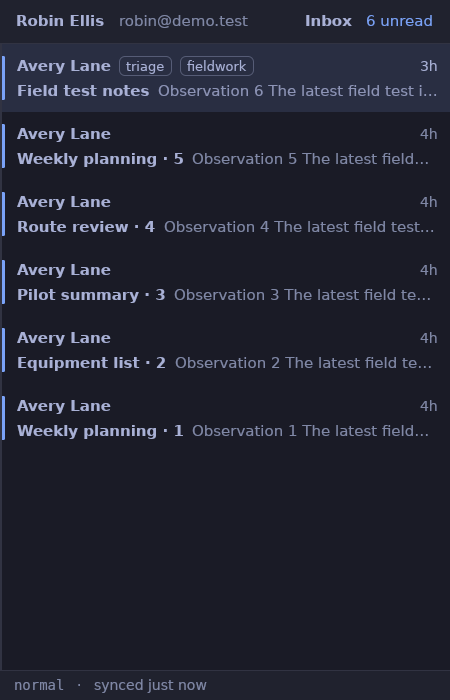 Robin Ellis robin@demo.test Inbox 6 unread
Avery Lane triage fieldwork 3h
Field test notes Observation 6 The latest field test i…
Avery Lane 4h
Weekly planning · 5 Observation 5 The latest field…
Avery Lane 4h
Route review · 4 Observation 4 The latest field test…
Avery Lane 4h
Pilot summary · 3 Observation 3 The latest field te…
Avery Lane 4h
Equipment list · 2 Observation 2 The latest field te…
Avery Lane 4h
Weekly planning · 1 Observation 1 The latest field…
normal · synced just now